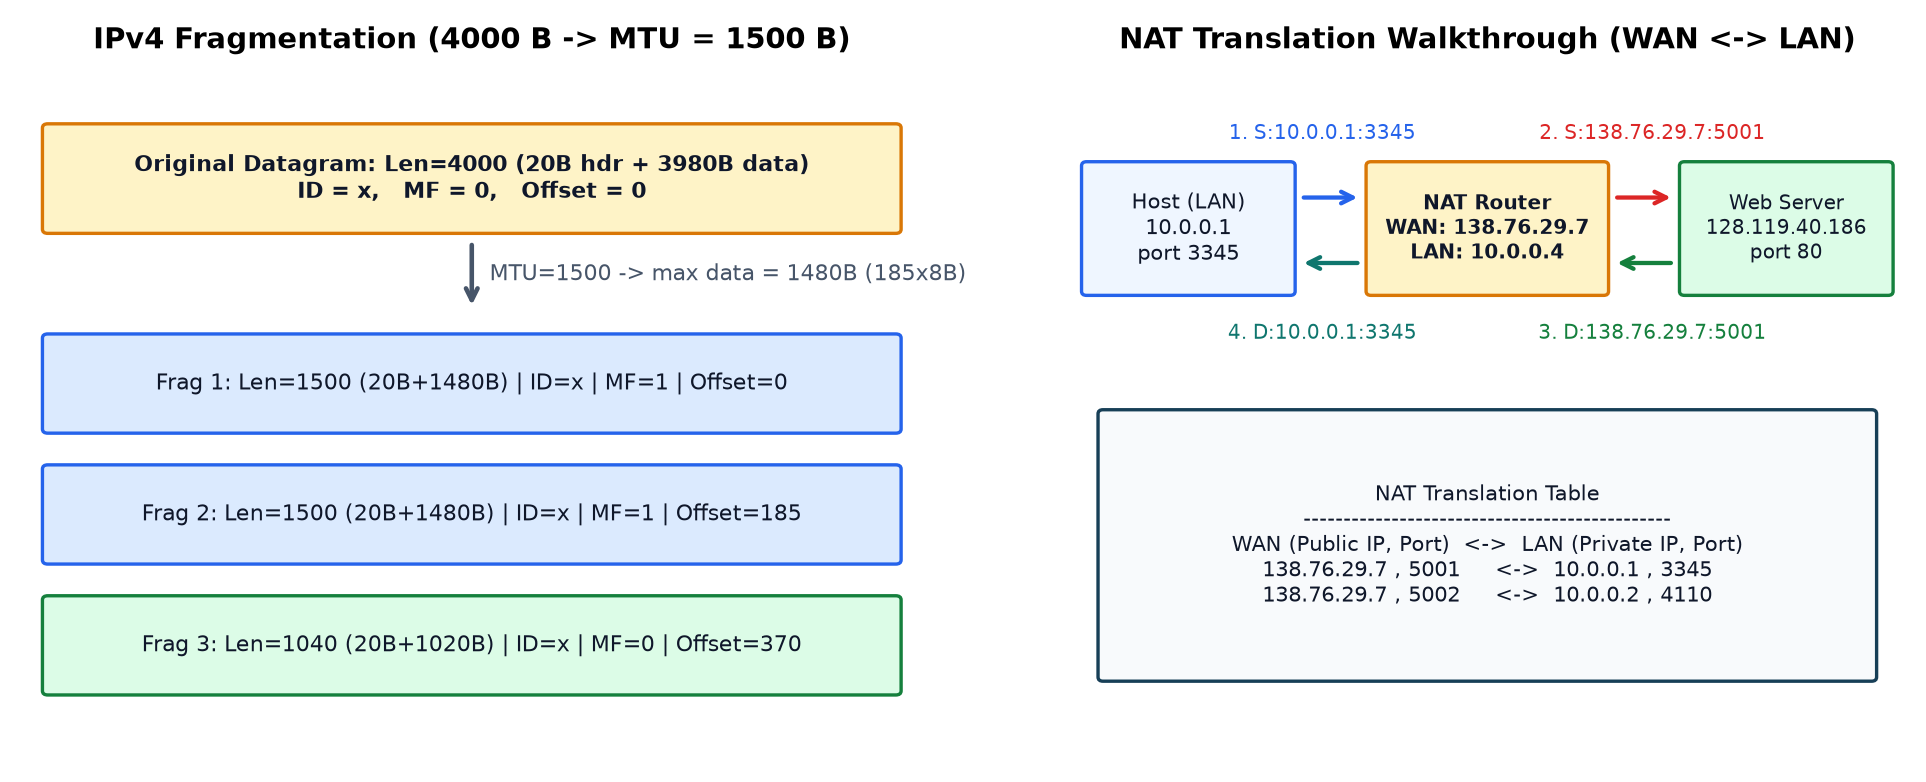 IPv4 Fragmentation (4000 B -> MTU = 1500 B)
Original Datagram: Len=4000 (20B hdr + 3980B data)
ID = x,   MF = 0,   Offset = 0
MTU=1500 -> max data = 1480B (185x8B)
Frag 1: Len=1500 (20B+1480B) | ID=x | MF=1 | Offset=0
Frag 2: Len=1500 (20B+1480B) | ID=x | MF=1 | Offset=185
Frag 3: Len=1040 (20B+1020B) | ID=x | MF=0 | Offset=370
NAT Translation Walkthrough (WAN <-> LAN)
1. S:10.0.0.1:3345
2. S:138.76.29.7:5001
Host (LAN)
10.0.0.1
port 3345
NAT Router
WAN: 138.76.29.7
LAN: 10.0.0.4
Web Server
128.119.40.186
port 80
4. D:10.0.0.1:3345
3. D:138.76.29.7:5001
NAT Translation Table
----------------------------------------------
WAN (Public IP, Port)  <->  LAN (Private IP, Port)
138.76.29.7 , 5001     <->  10.0.0.1 , 3345
138.76.29.7 , 5002     <->  10.0.0.2 , 4110